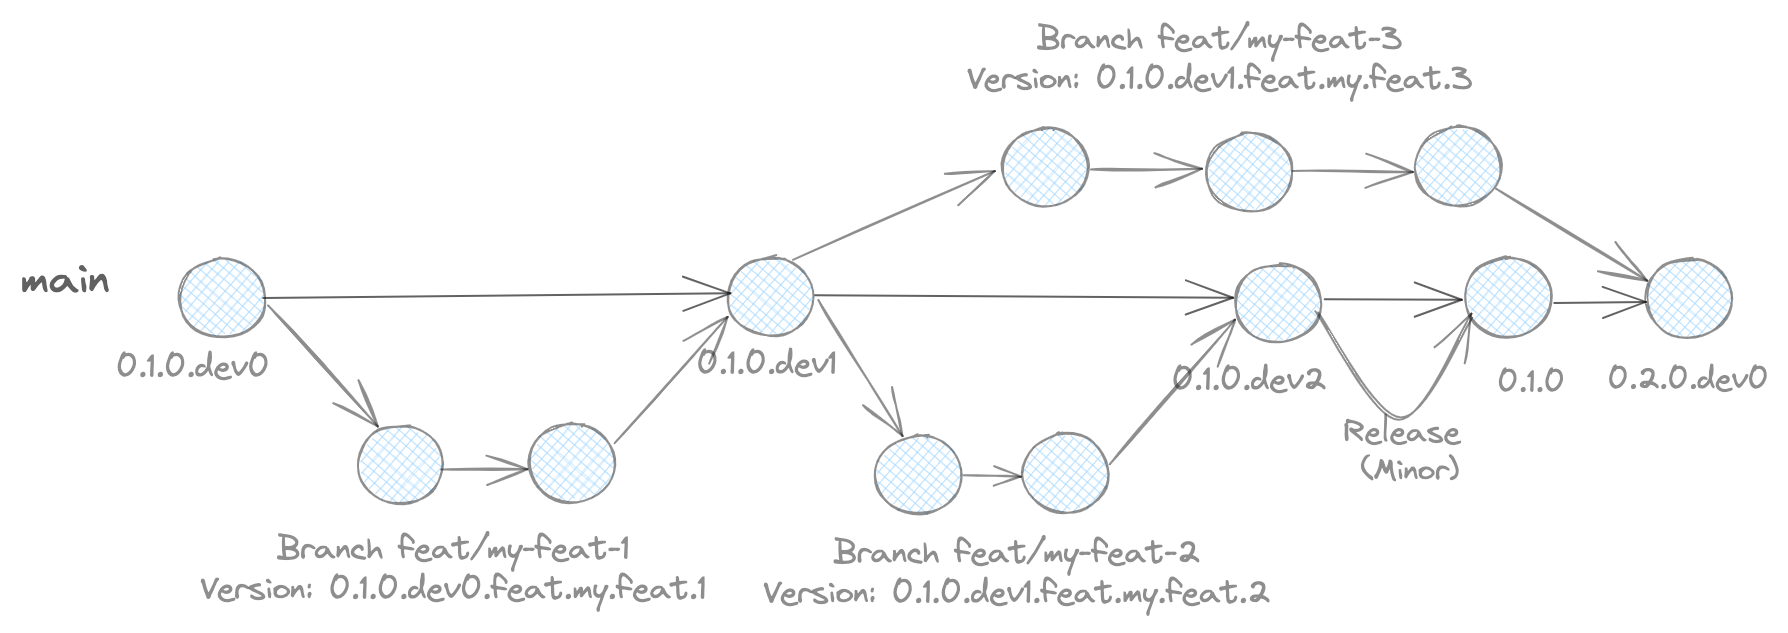 Branch feat/my-feat-3
Version: 0.1.0.dev1.feat.my.feat.3
main
0.1.0.dev0
0.1.0.dev1
0.1.0.dev2
0.1.0
0.2.0.dev0
Release
(Minor)
Branch feat/my-feat-1
Version: 0.1.0.dev0.feat.my.feat.1
Branch feat/my-feat-2
Version: 0.1.0.dev1.feat.my.feat.2